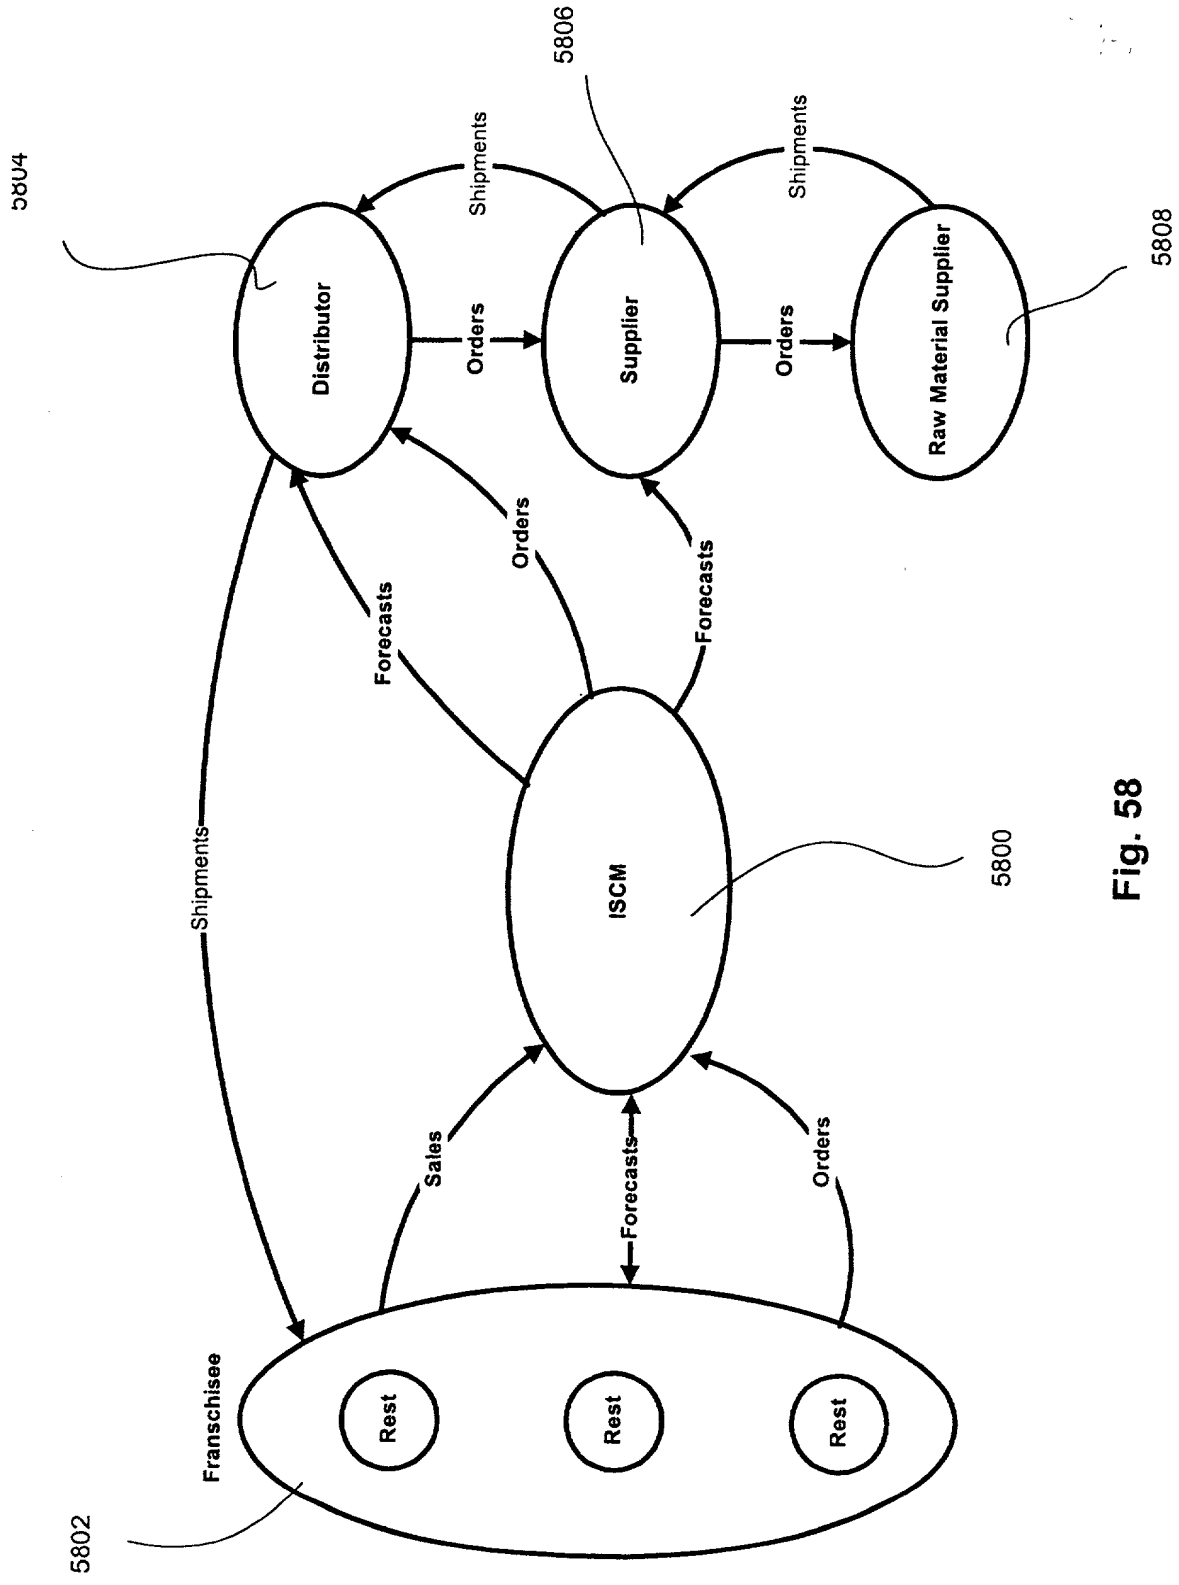 5804
Shipments
Franschisee
5802
Rest
Rest
Rest
Sales
Forecasts
Orders
ISCM
5800
Forecasts
Orders
Forecasts
Distributor
Orders
Shipments
5806
Supplier
Orders
Shipments
Raw Material Supplier
5808
Fig. 58